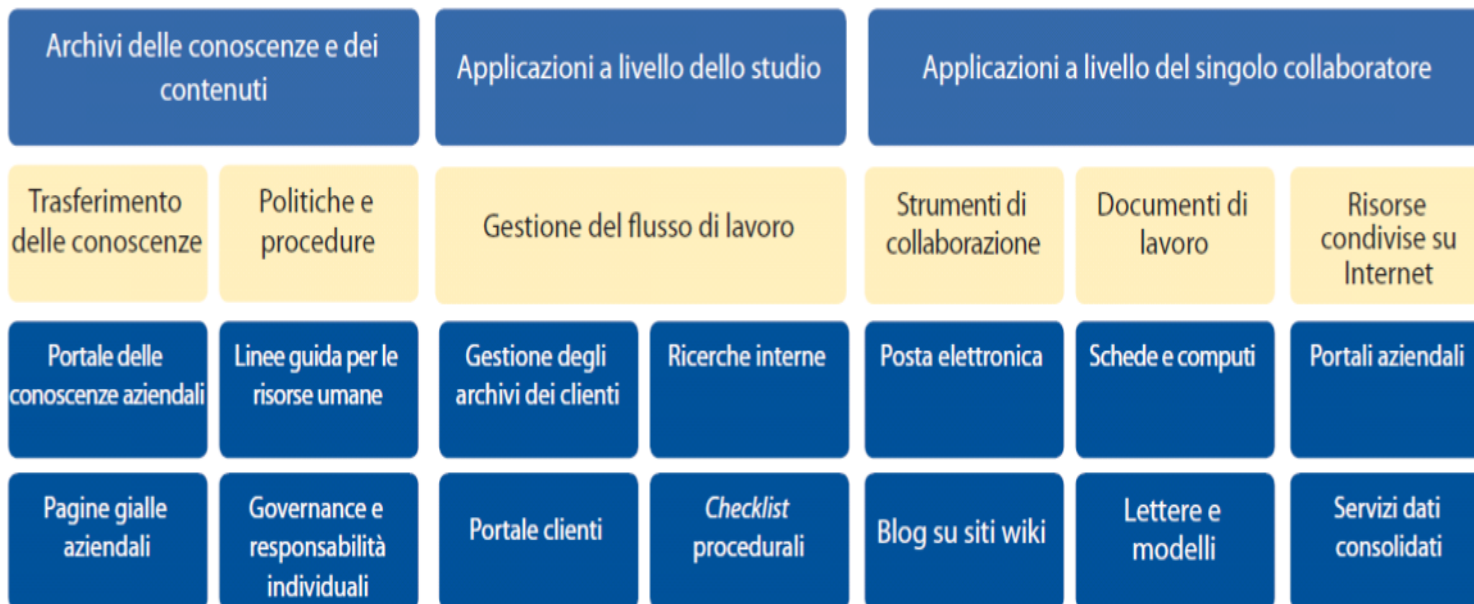 Archivi delle conoscenze e dei
contenuti
Applicazioni a livello dello studio
Applicazioni a livello del singolo collaboratore
Trasferimento
delle conoscenze
Politiche e
procedure
Gestione del flusso di lavoro
Strumenti di
collaborazione
Documenti di
lavoro
Risorse
condivise su
Internet
Portale delle
conoscenze aziendali
Linee guida per le
risorse umane
Gestione degli
archivi dei clienti
Ricerche interne
Posta elettronica
Schede e computi
Portali aziendali
Pagine gialle
aziendali
Governance e
responsabilità
individuali
Portale clienti
Checklist
procedurali
Blog su siti wiki
Lettere e
modelli
Servizi dati
consolidati